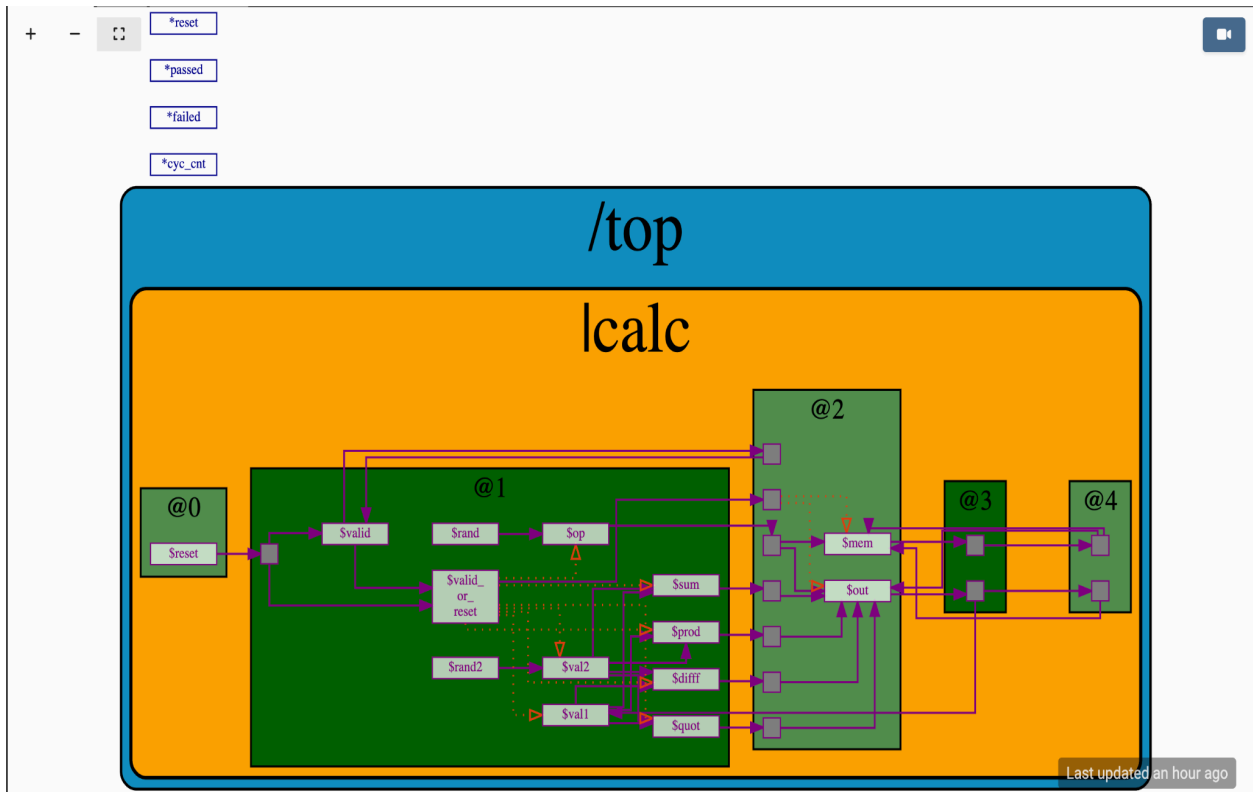 + −
*reset
*passed
*failed
*cyc_cnt
/top
|calc
@0
$reset
@1
$valid
$rand
$op
$valid_
or_
reset
$sum
$prod
$rand2
$val2
$difff
$val1
$quot
@2
$mem
$out
@3
@4
Last updated an hour ago